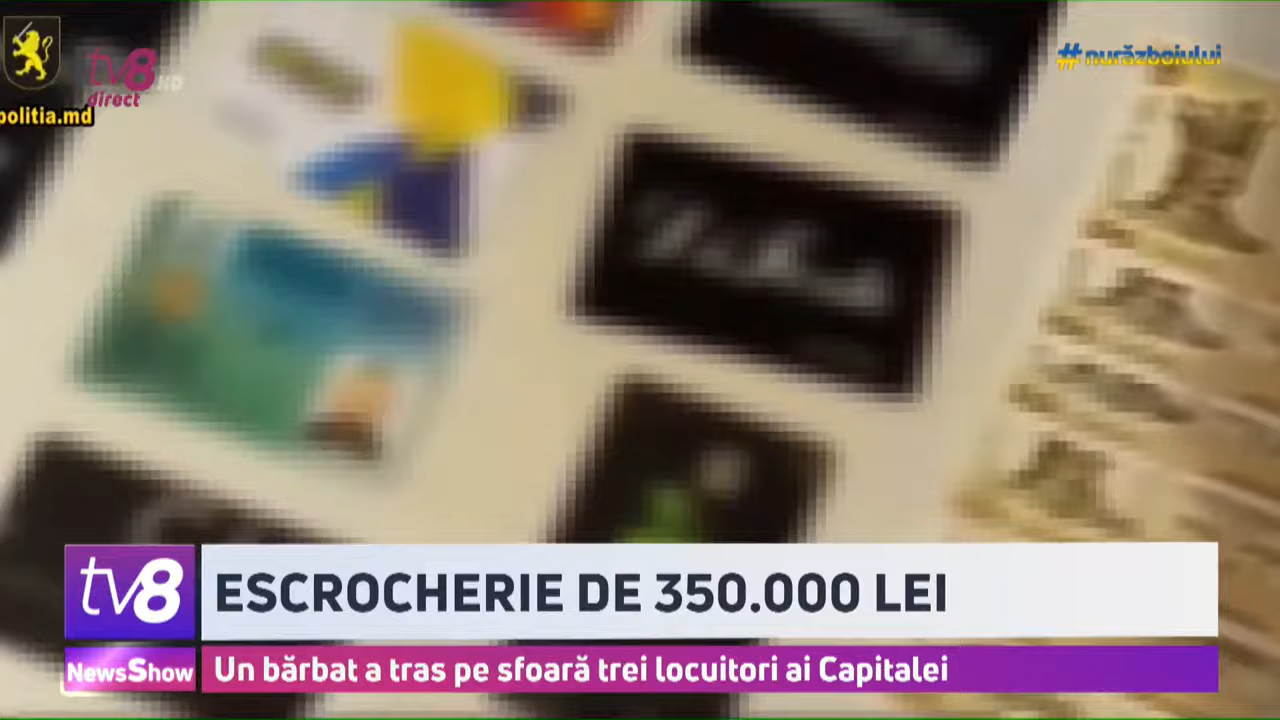 politia.md
tv8 HD
direct
#nurăzboiului
tv8
ESCROCHERIE DE 350.000 LEI
NewsShow
Un bărbat a tras pe sfoară trei locuitori ai Capitalei